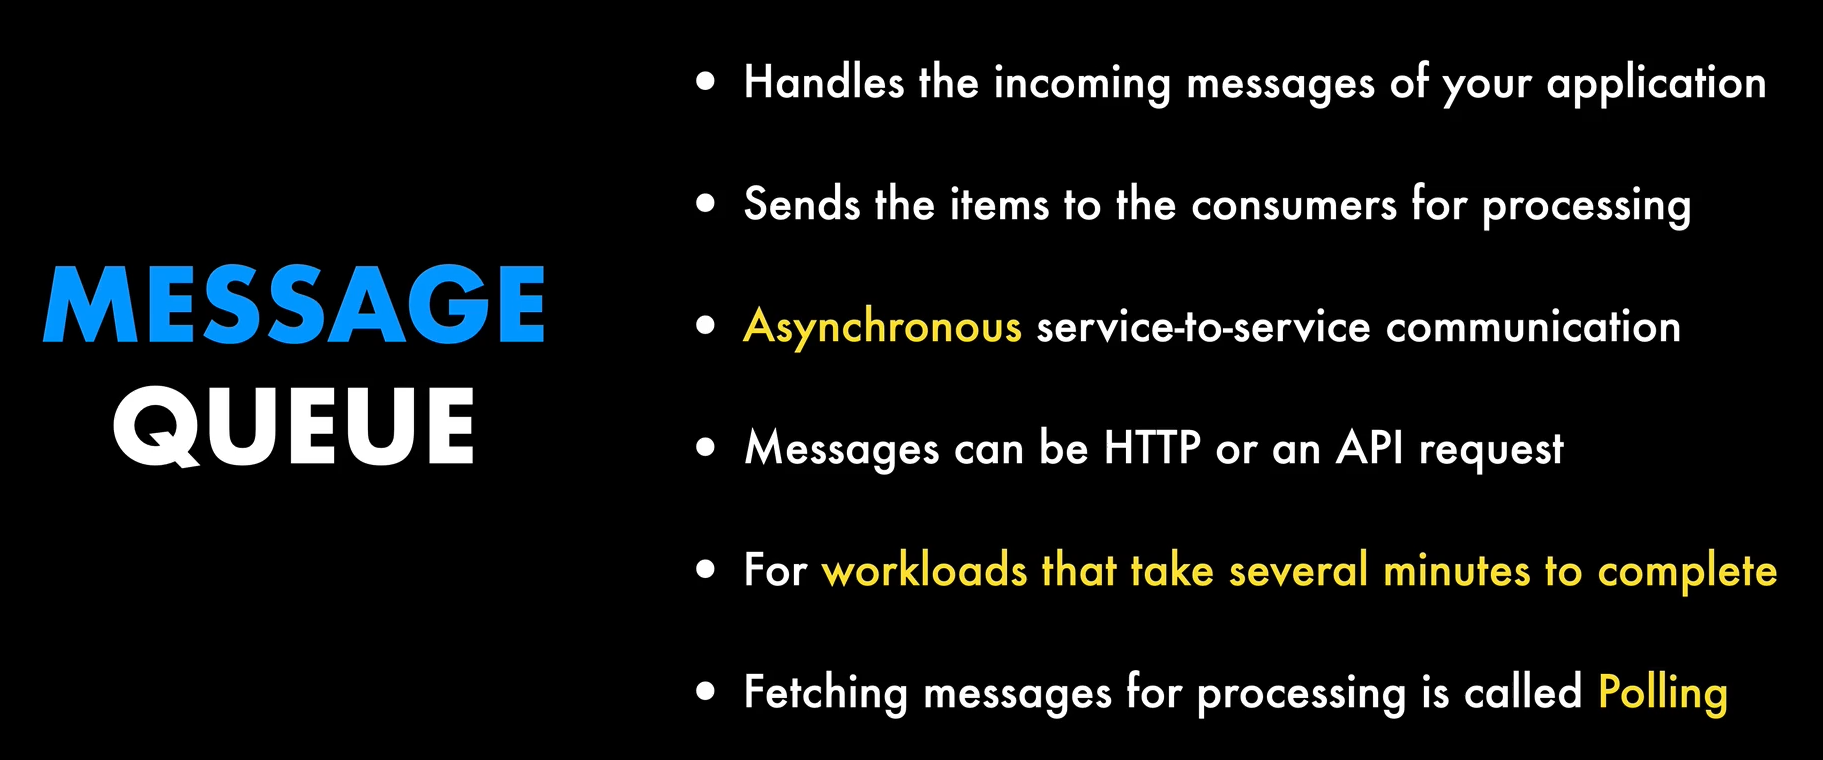 MESSAGE
QUEUE
• Handles the incoming messages of your application
• Sends the items to the consumers for processing
• Asynchronous service-to-service communication
• Messages can be HTTP or an API request
• For workloads that take several minutes to complete
• Fetching messages for processing is called Polling